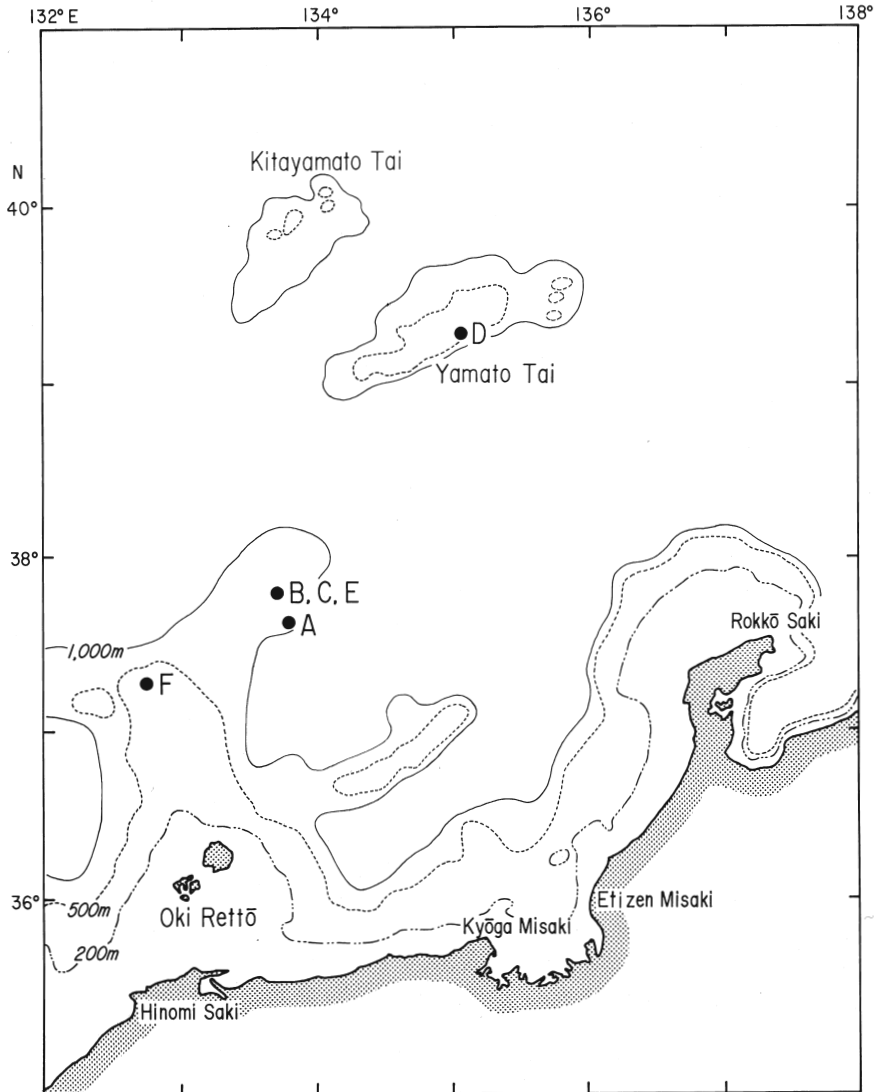 132° E 134° 136° 138°
Kitayamato Tai
N
40°
D
Yamato Tai
38°
B, C, E
A
Rokkō Saki
1,000m
F
36°
500m
Oki Rettō
Etizen Misaki
Kyōga Misaki
200m
Hinomi Saki